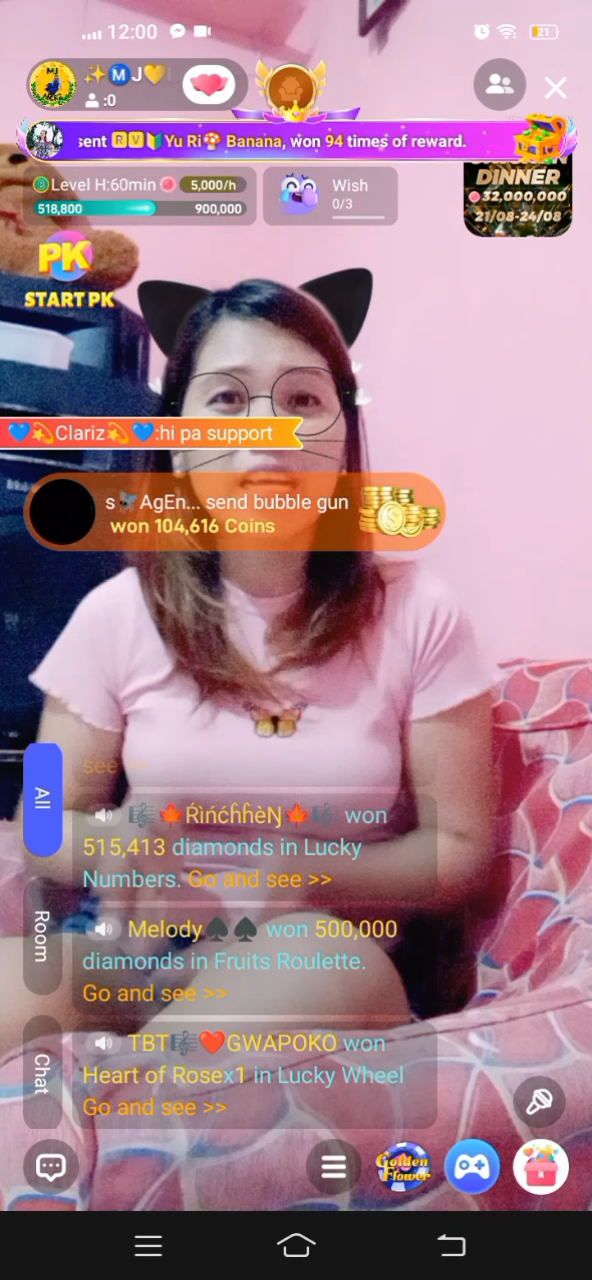 12:00
21
MJ
✨Ⓜ️J💛
:0
sent 🆁🆅🔰Yu Ri🍄 Banana, won 94 times of reward.
Level H:60min 5,000/h
518,800 900,000
Wish
0/3
DINNER
32,000,000
21/08-24/08
PK
START PK
💙💫Clariz💫💙:hi pa support
s AgEn... send bubble gun
won 104,616 Coins
see >>
All
🎼🍁ŔìńćĥĥèŊ🍁🎼 won
515,413 diamonds in Lucky
Numbers. Go and see >>
Room
Melody♠️♠️ won 500,000
diamonds in Fruits Roulette.
Go and see >>
Chat
TBT🎼❤️GWAPOKO won
Heart of Rosex1 in Lucky Wheel
Go and see >>
Golden
Flower